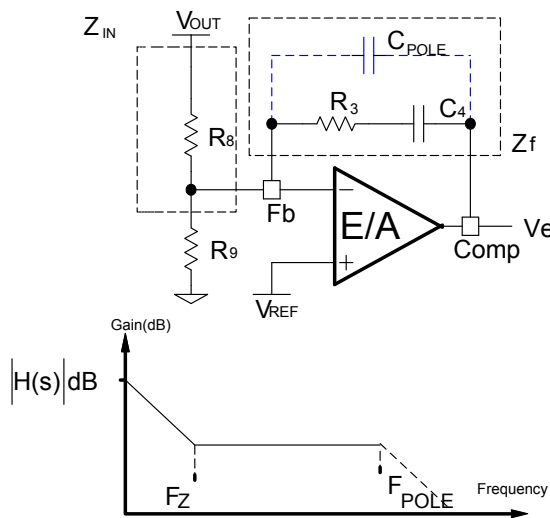 Z_IN
V_OUT
C_POLE
R_3
C_4
R_8
Z_f
Fb
E/A
Ve
Comp
R_9
V_REF
Gain(dB)
|H(s)|dB
F_Z
F_POLE
Frequency